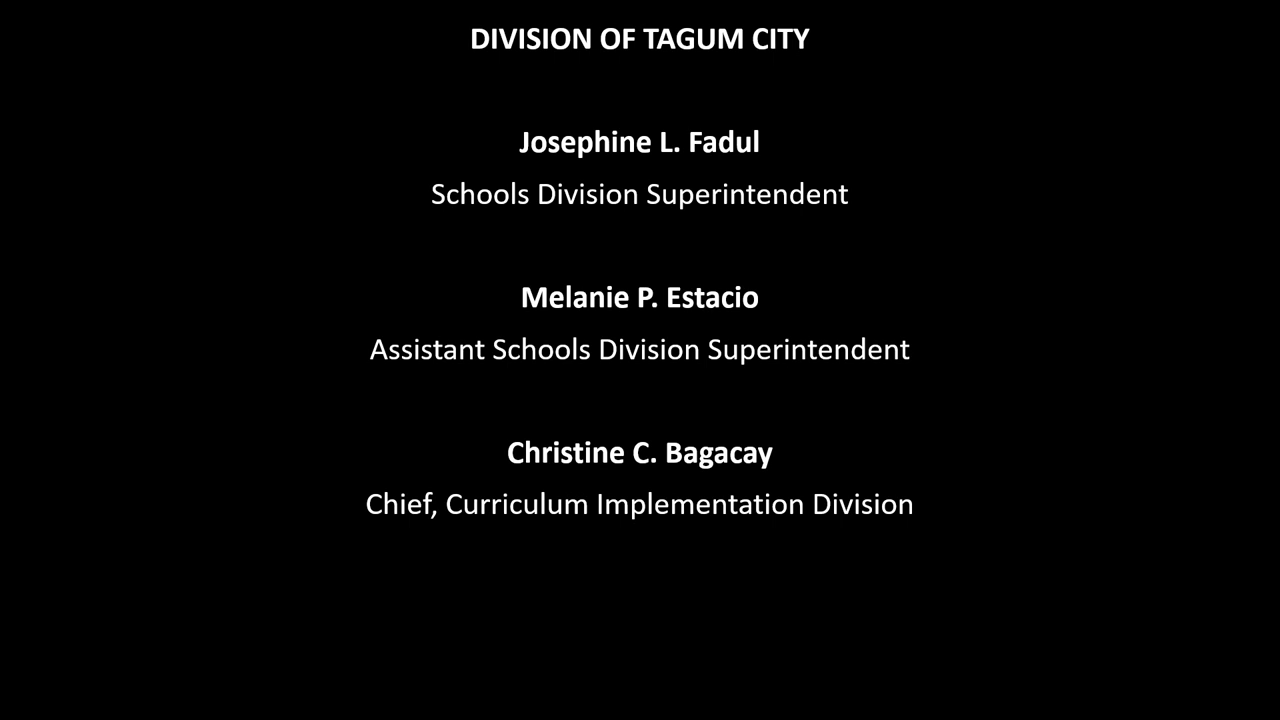 DIVISION OF TAGUM CITY
Josephine L. Fadul
Schools Division Superintendent
Melanie P. Estacio
Assistant Schools Division Superintendent
Christine C. Bagacay
Chief, Curriculum Implementation Division